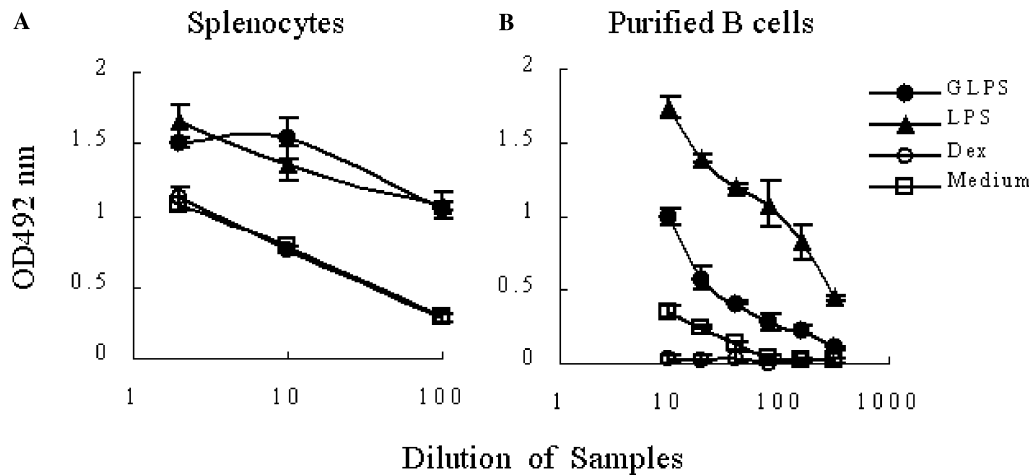 A
Splenocytes
B
Purified B cells
OD492 nm
2
1.5
1
0.5
0
1
10
100
2
1.5
1
0.5
0
1
10
100
1000
GLPS
LPS
Dex
Medium
Dilution of Samples